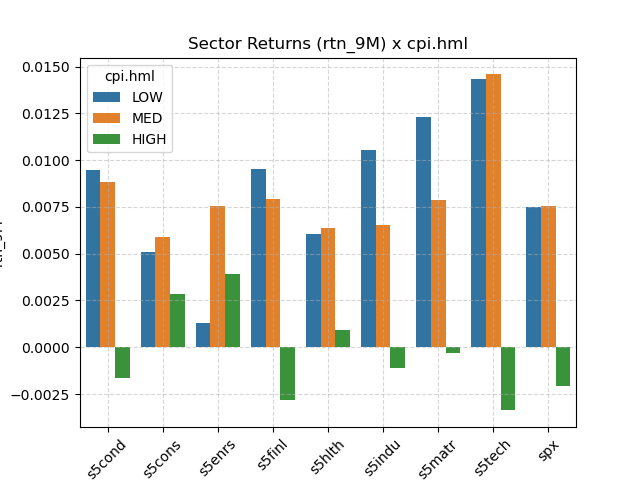 Sector Returns (rtn_9M) x cpi.hml
cpi.hml
LOW
MED
HIGH
0.0150
0.0125
0.0100
0.0075
0.0050
0.0025
0.0000
−0.0025
s5cond
s5cons
s5enrs
s5finl
s5hlth
s5indu
s5matr
s5tech
spx